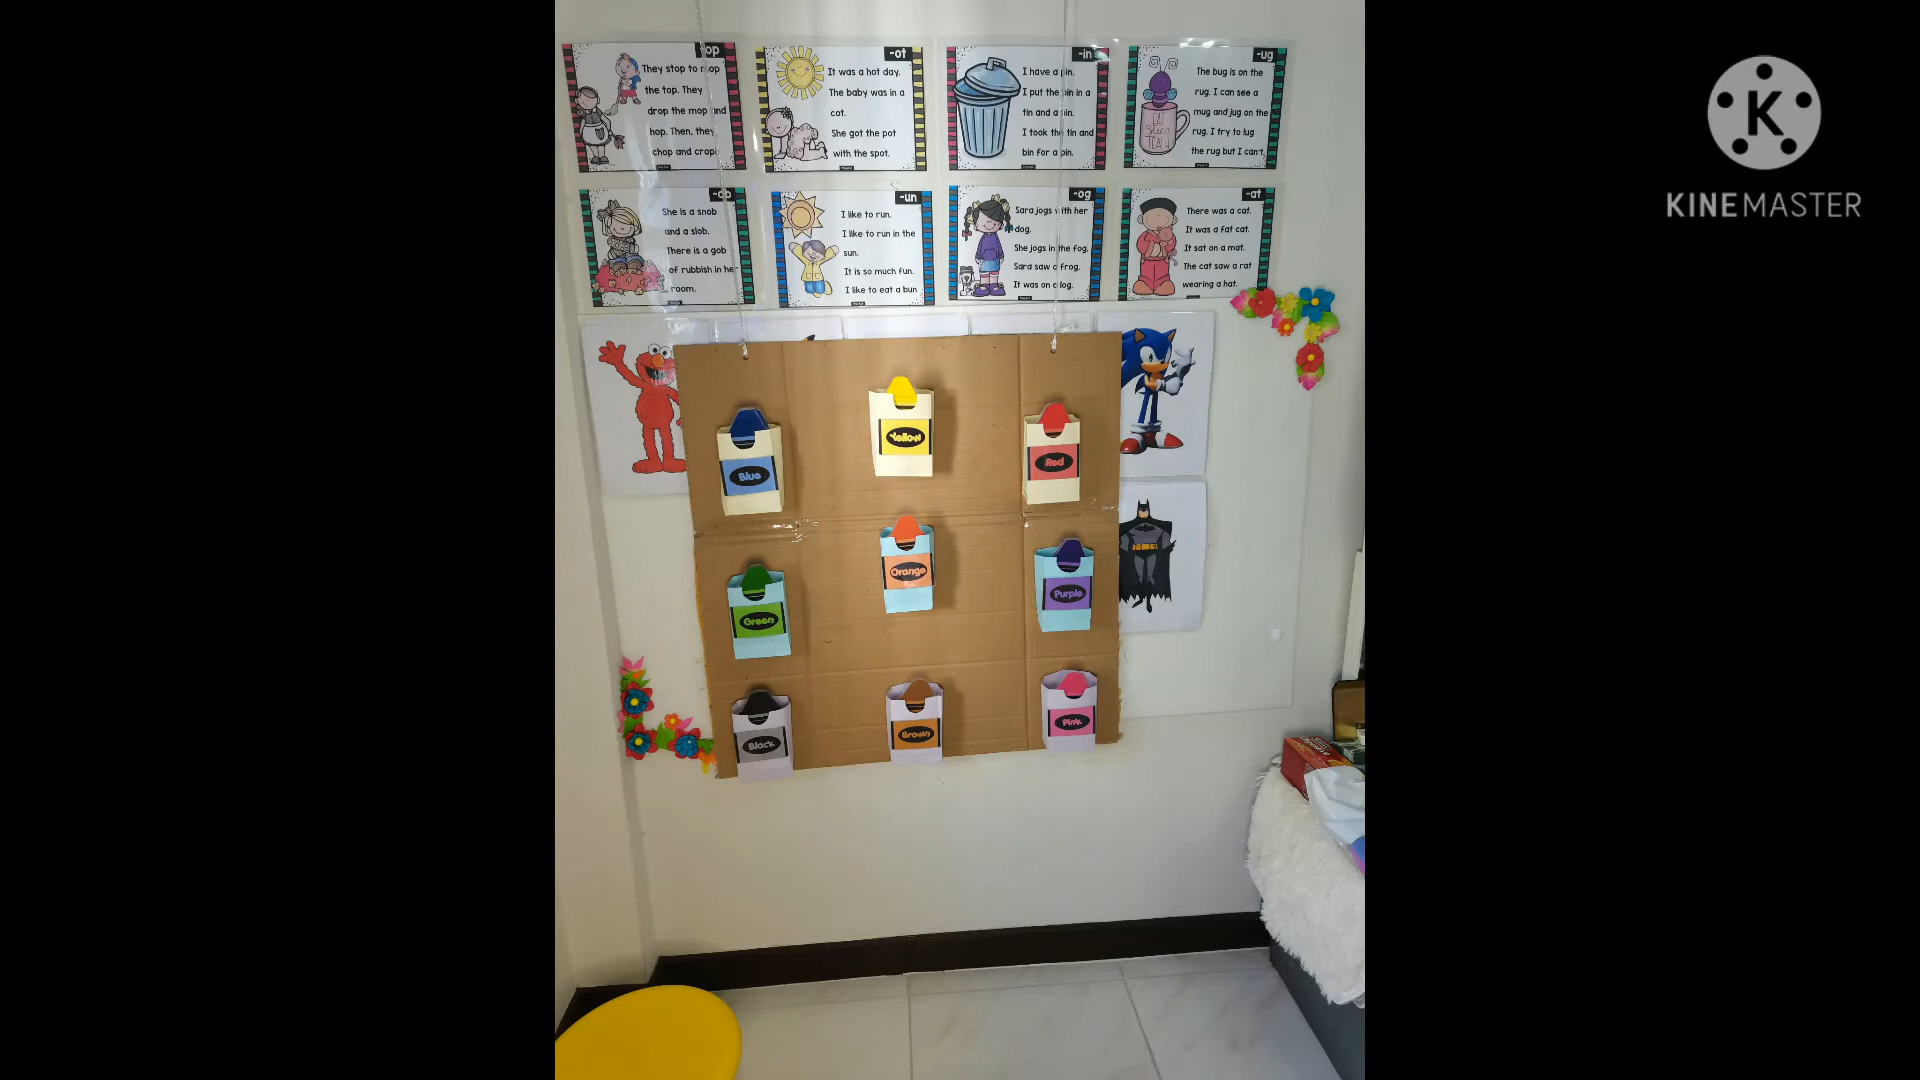 -op
They stop to mop
the top. They
drop the mop and
hop. Then, they
chop and crop.
-ot
It was a hot day.
The baby was in a
cot.
She got the pot
with the spot.
-in
I have a pin.
I put the pin in a
tin and a bin.
I took the tin and
bin for a pin.
-ug
The bug is on the
rug. I can see a
mug and jug on the
rug. I try to lug
the rug but I can't.
EAT
Sleep
TEACH
-ob
She is a snob
and a slob.
There is a gob
of rubbish in her
room.
-un
I like to run.
I like to run in the
sun.
It is so much fun.
I like to eat a bun
-og
Sara jogs with her
dog.
She jogs in the fog.
Sara saw a frog.
It was on a log.
-at
There was a cat.
It was a fat cat.
It sat on a mat.
The cat saw a rat
wearing a hat.
Blue
Yellow
Red
Green
Orange
Purple
Black
Brown
Pink
K
KINEMASTER